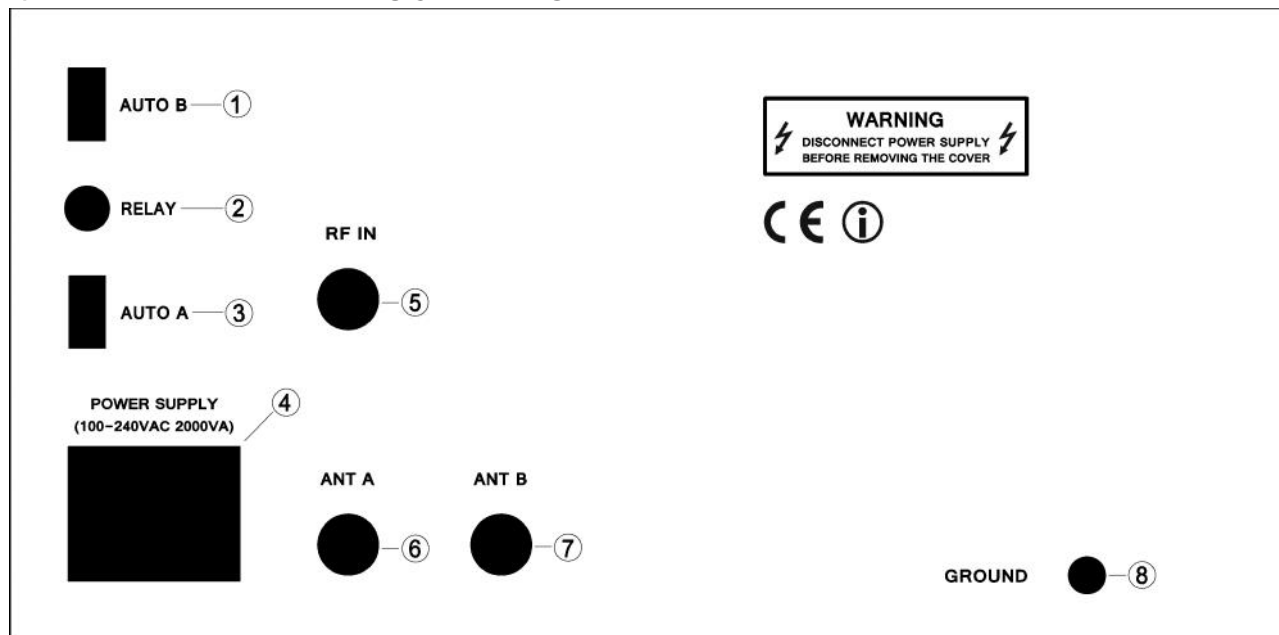 AUTO B ①
RELAY ②
RF IN
⑤
AUTO A ③
POWER SUPPLY
(100-240VAC 2000VA)
④
ANT A
⑥
ANT B
⑦
WARNING
DISCONNECT POWER SUPPLY
BEFORE REMOVING THE COVER
CE i
GROUND ⑧